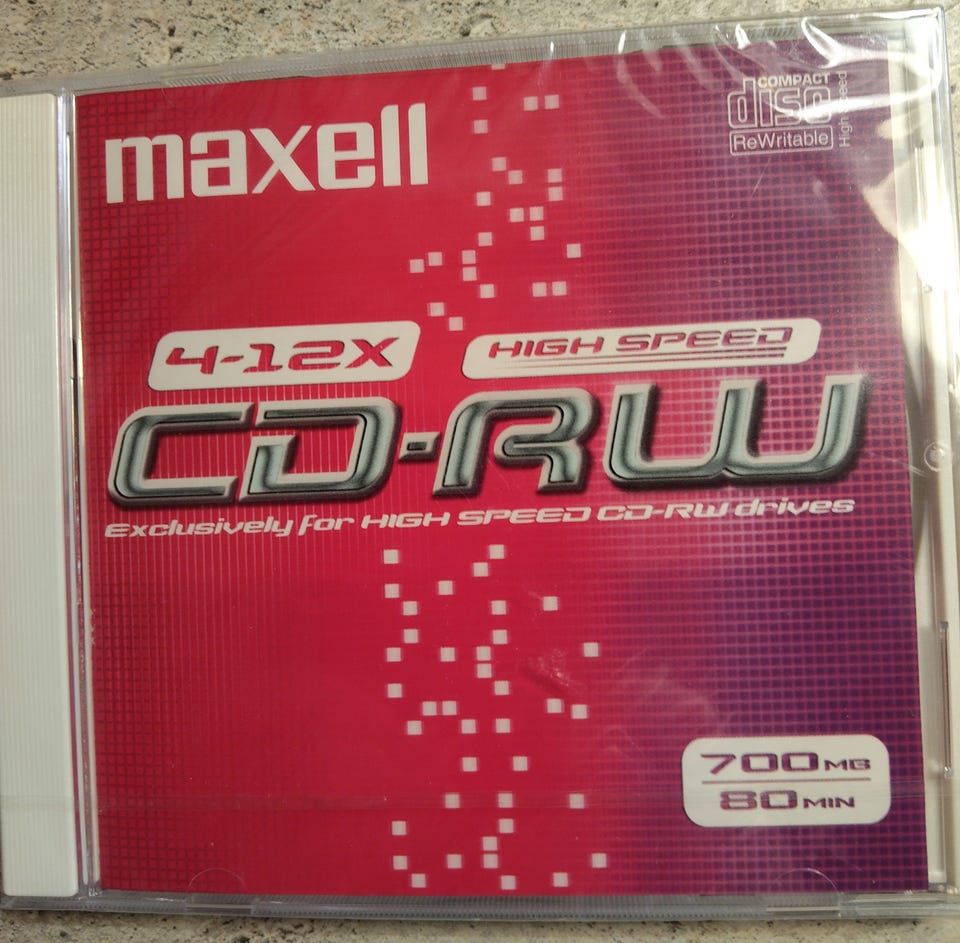 maxell
COMPACT
disc
ReWritable
High Speed
4-12X
HIGH SPEED
CD-RW
Exclusively for HIGH SPEED CD-RW drives
700MB
80MIN